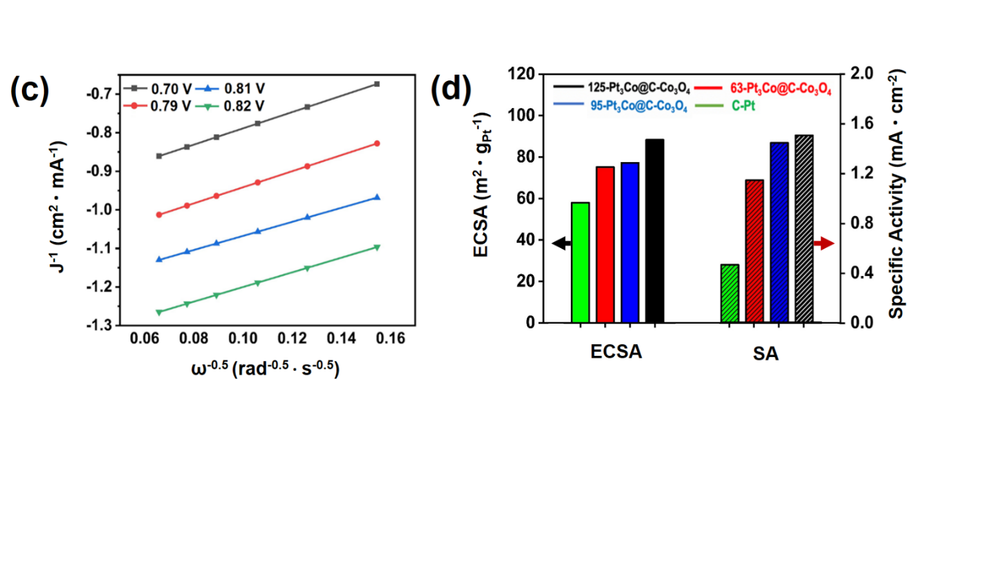 (c)
0.70 V
0.81 V
0.79 V
0.82 V
-0.7
-0.8
-0.9
-1.0
-1.1
-1.2
-1.3
J⁻¹ (cm² · mA⁻¹)
0.06 0.08 0.10 0.12 0.14 0.16
ω⁻⁰·⁵ (rad⁻⁰·⁵ · s⁻⁰·⁵)
(d)
125-Pt₃Co@C-Co₃O₄
63-Pt₃Co@C-Co₃O₄
95-Pt₃Co@C-Co₃O₄
C-Pt
120
100
80
60
40
20
0
ECSA (m² · gPt⁻¹)
2.0
1.6
1.2
0.8
0.4
0.0
Specific Activity (mA · cm⁻²)
ECSA
SA